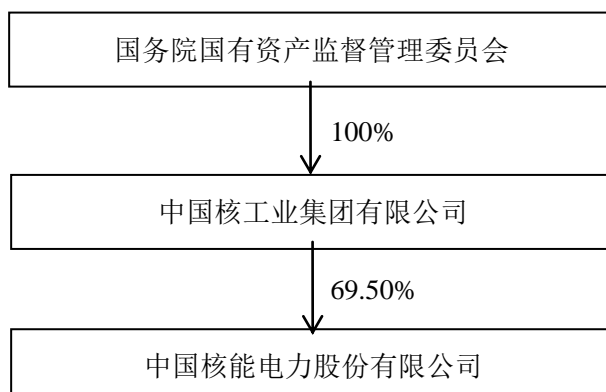 国务院国有资产监督管理委员会
100%
中国核工业集团有限公司
69.50%
中国核能电力股份有限公司